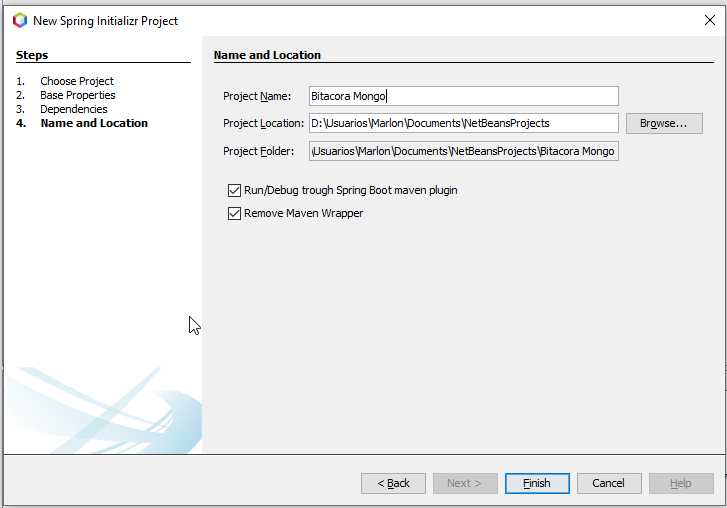 New Spring Initializr Project
Steps
1. Choose Project
2. Base Properties
3. Dependencies
4. Name and Location
Name and Location
Project Name: Bitacora Mongo
Project Location: D:\Usuarios\Marlon\Documents\NetBeansProjects Browse...
Project Folder: \Usuarios\Marlon\Documents\NetBeansProjects\Bitacora Mongo
Run/Debug trough Spring Boot maven plugin
Remove Maven Wrapper
< Back Next > Finish Cancel Help